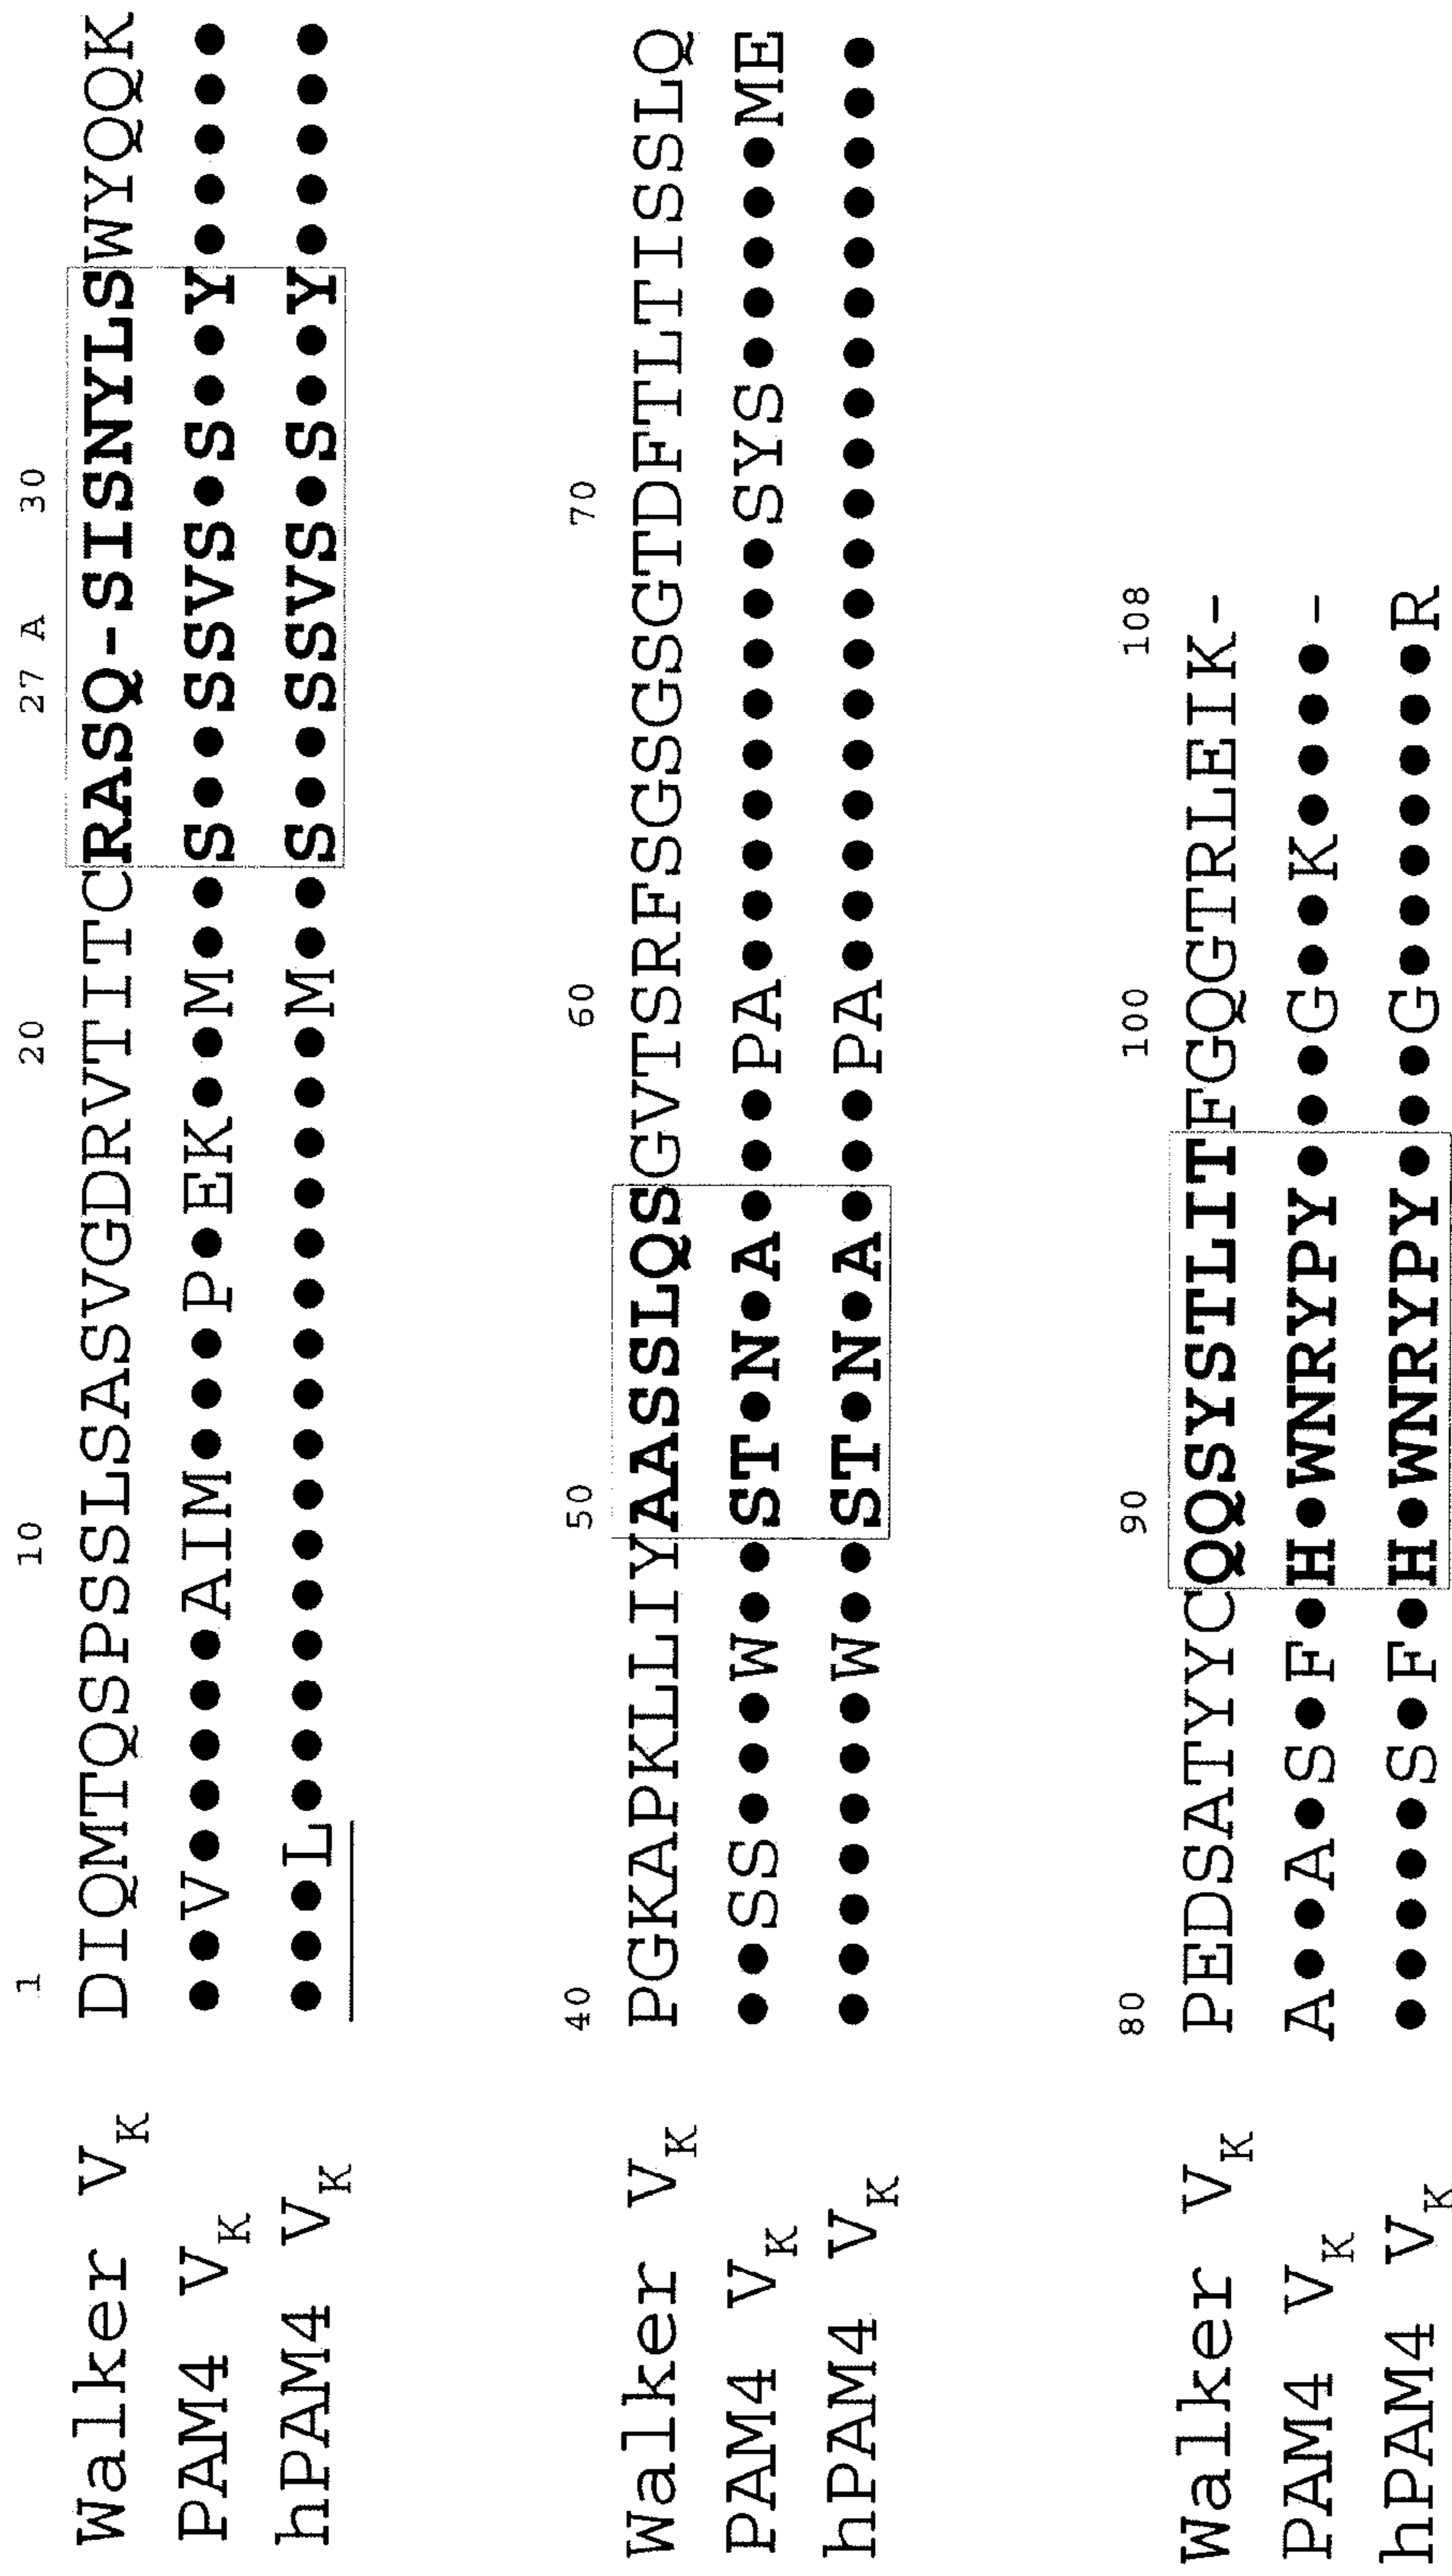 1 10 20 27 A 30
Walker VK DIQMTQSPSSLSASVGDRVTITCRASQ-SISNYLSWYQQK
PAM4 VK ●●V●●●●●AIM●●●P●EK●●M●●S●●SSVS●S●●Y●●●●●
hPAM4 VK ●●●L●●●●●●●●●●●●●●●●M●●S●●SSVS●S●●Y●●●●●
40 50 60 70
Walker VK PGKAPKLLIYAASSLQSGVTSRFSGSGSGTDFTLTISSLQ
PAM4 VK ●●SS●●●W●●ST●N●A●●●PA●●●●●●●●●SYS●●●●●ME
hPAM4 VK ●●●●●●●W●●ST●N●A●●●PA●●●●●●●●●●●●●●●●●●●
80 90 100 108
Walker VK PEDSATYYCQQSYSTLITFGQGTRLEIK-
PAM4 VK A●●A●S●F●H●WNRYPY●●●G●●K●●●●-
hPAM4 VK ●●●●●S●F●H●WNRYPY●●●G●●●●●●●R